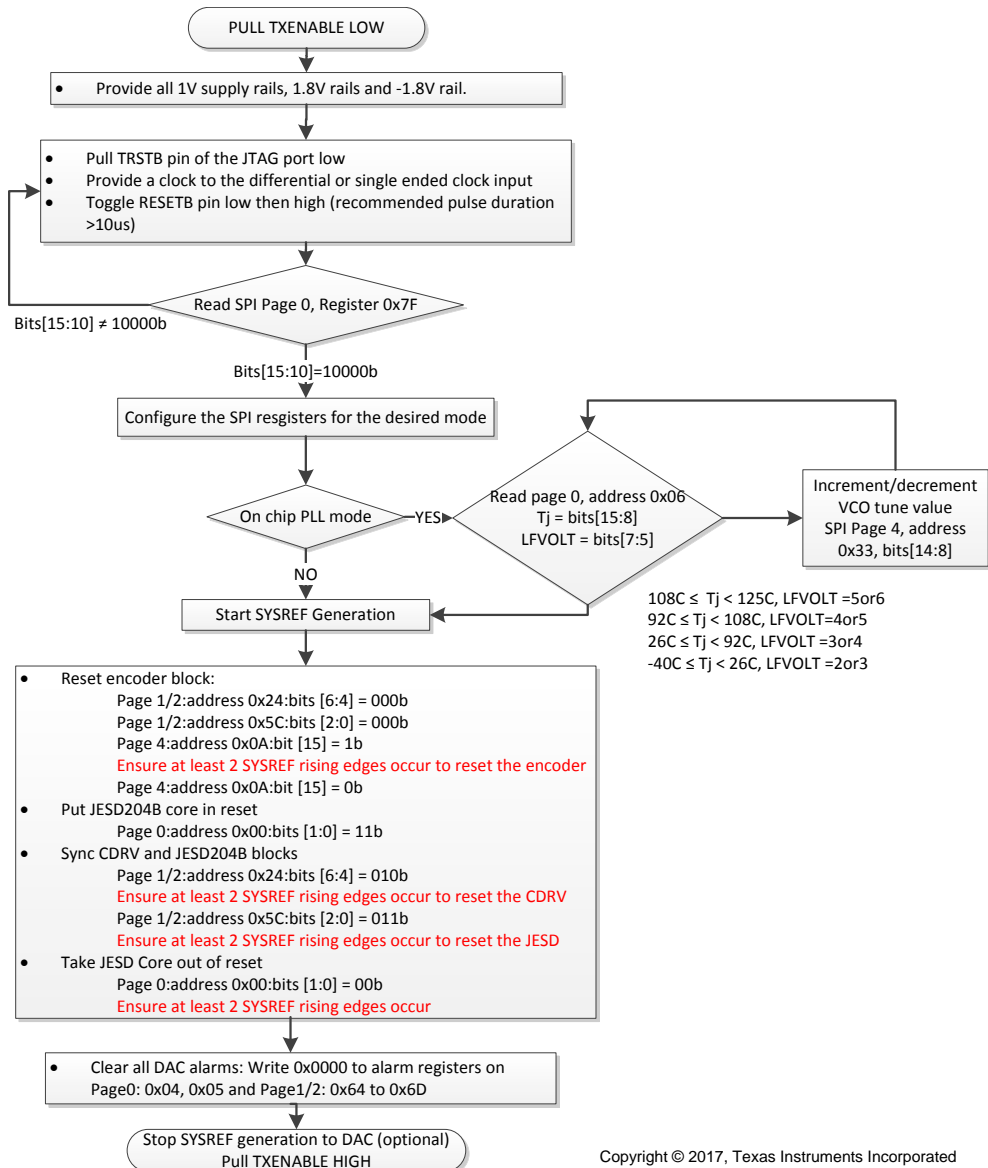 PULL TXENABLE LOW
• Provide all 1V supply rails, 1.8V rails and -1.8V rail.
• Pull TRSTB pin of the JTAG port low
• Provide a clock to the differential or single ended clock input
• Toggle RESETB pin low then high (recommended pulse duration
>10us)
Read SPI Page 0, Register 0x7F
Bits[15:10] ≠ 10000b
Bits[15:10]=10000b
Configure the SPI resgisters for the desired mode
On chip PLL mode
YES
Read page 0, address 0x06
Tj = bits[15:8]
LFVOLT = bits[7:5]
Increment/decrement
VCO tune value
SPI Page 4, address
0x33, bits[14:8]
108C ≤ Tj < 125C, LFVOLT =5or6
92C ≤ Tj < 108C, LFVOLT=4or5
26C ≤ Tj < 92C, LFVOLT =3or4
-40C ≤ Tj < 26C, LFVOLT =2or3
NO
Start SYSREF Generation
• Reset encoder block:
Page 1/2:address 0x24:bits [6:4] = 000b
Page 1/2:address 0x5C:bits [2:0] = 000b
Page 4:address 0x0A:bit [15] = 1b
Ensure at least 2 SYSREF rising edges occur to reset the encoder
Page 4:address 0x0A:bit [15] = 0b
• Put JESD204B core in reset
Page 0:address 0x00:bits [1:0] = 11b
• Sync CDRV and JESD204B blocks
Page 1/2:address 0x24:bits [6:4] = 010b
Ensure at least 2 SYSREF rising edges occur to reset the CDRV
Page 1/2:address 0x5C:bits [2:0] = 011b
Ensure at least 2 SYSREF rising edges occur to reset the JESD
• Take JESD Core out of reset
Page 0:address 0x00:bits [1:0] = 00b
Ensure at least 2 SYSREF rising edges occur
• Clear all DAC alarms: Write 0x0000 to alarm registers on
Page0: 0x04, 0x05 and Page1/2: 0x64 to 0x6D
Stop SYSREF generation to DAC (optional)
Pull TXENABLE HIGH
Copyright © 2017, Texas Instruments Incorporated